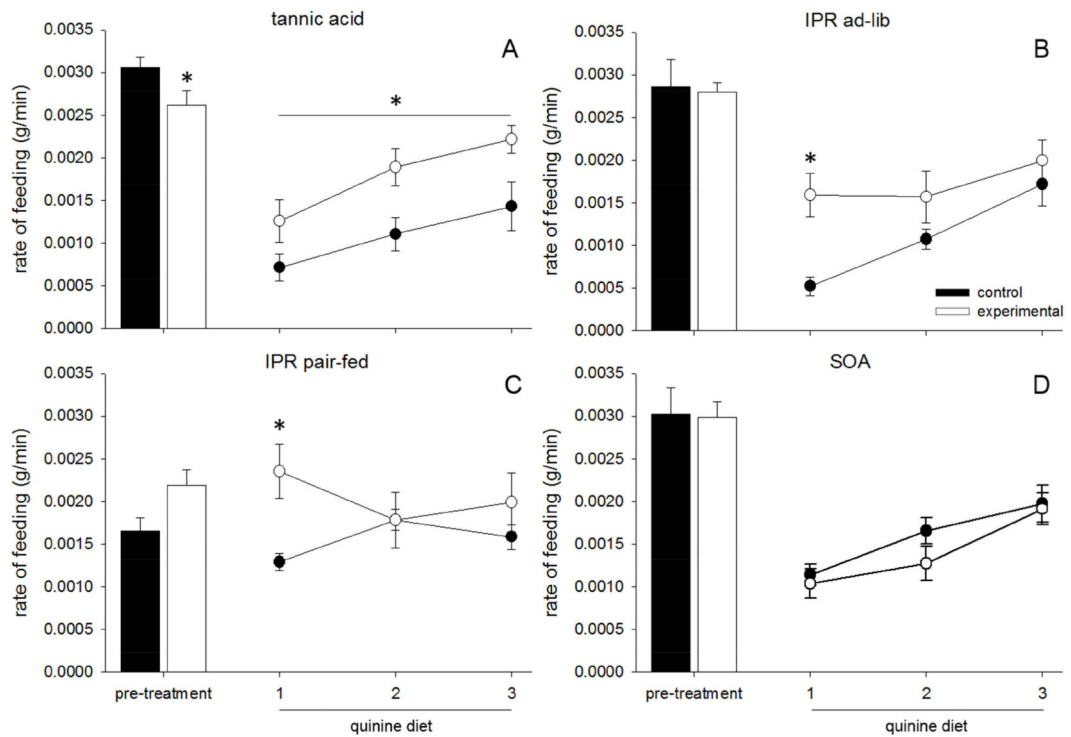 tannic acid
A
*
*
rate of feeding (g/min)
0.0035
0.0030
0.0025
0.0020
0.0015
0.0010
0.0005
0.0000
IPR ad-lib
B
*
rate of feeding (g/min)
0.0035
0.0030
0.0025
0.0020
0.0015
0.0010
0.0005
0.0000
control
experimental
IPR pair-fed
C
*
rate of feeding (g/min)
0.0035
0.0030
0.0025
0.0020
0.0015
0.0010
0.0005
0.0000
pre-treatment
1
2
3
quinine diet
SOA
D
rate of feeding (g/min)
0.0035
0.0030
0.0025
0.0020
0.0015
0.0010
0.0005
0.0000
pre-treatment
1
2
3
quinine diet